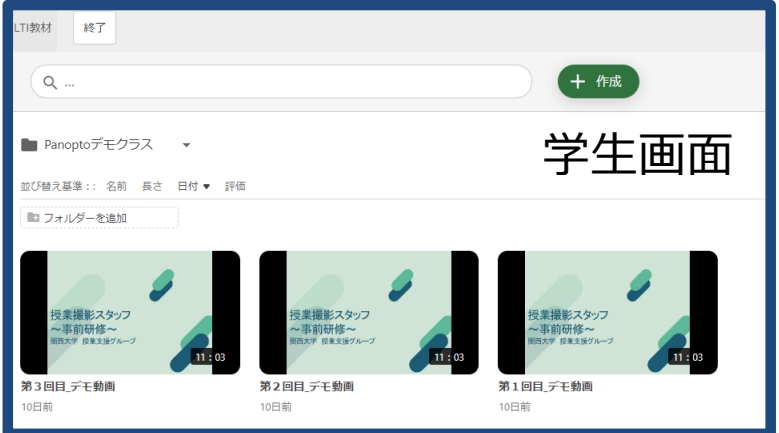 LTI教材 終了
...
作成
Panoptoデモクラス
学生画面
並び替え基準：： 名前 長さ 日付 ▼ 評価
フォルダーを追加
授業撮影スタッフ
～事前研修～
関西大学 授業支援グループ
11：03
授業撮影スタッフ
～事前研修～
関西大学 授業支援グループ
11：03
授業撮影スタッフ
～事前研修～
関西大学 授業支援グループ
11：03
第３回目_デモ動画
10日前
第２回目_デモ動画
10日前
第１回目_デモ動画
10日前